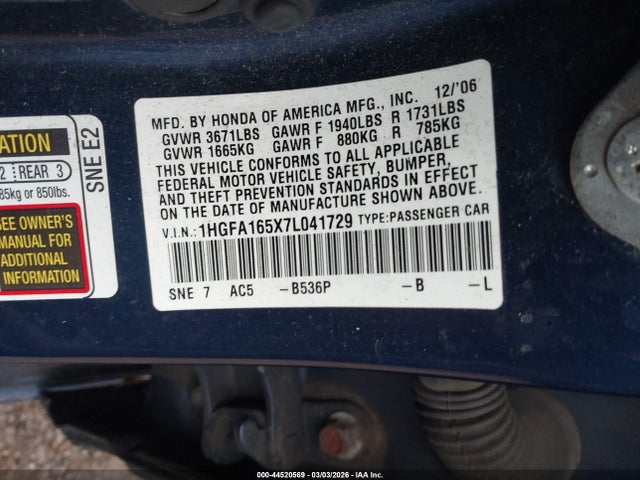 MFD. BY HONDA OF AMERICA MFG., INC. 12/'06
GVWR 3671LBS GAWR F 1940LBS R 1731LBS
GVWR 1665KG GAWR F 880KG R 785KG
THIS VEHICLE CONFORMS TO ALL APPLICABLE
FEDERAL MOTOR VEHICLE SAFETY, BUMPER,
AND THEFT PREVENTION STANDARDS IN EFFECT
ON THE DATE OF MANUFACTURE SHOWN ABOVE.
V.I.N.: 1HGFA165X7L041729 TYPE:PASSENGER CAR
SNE 7 AC5 -B536P -B -L
ATION
2 REAR 3
85kg or 850lbs.
SEE OWNER'S
MANUAL FOR
ADDITIONAL
INFORMATION
SNE E2
000-44520569 - 03/03/2026 - IAA Inc.